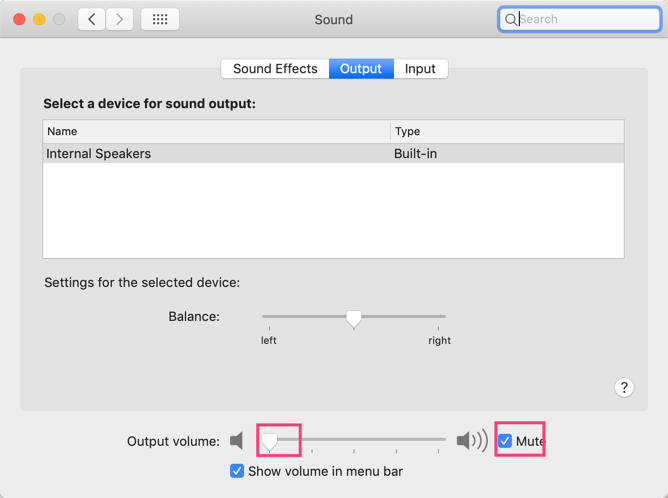 Sound
Search
Sound Effects Output Input
Select a device for sound output:
Name Type
Internal Speakers Built-in
Settings for the selected device:
Balance:
left right
?
Output volume: Mute
Show volume in menu bar